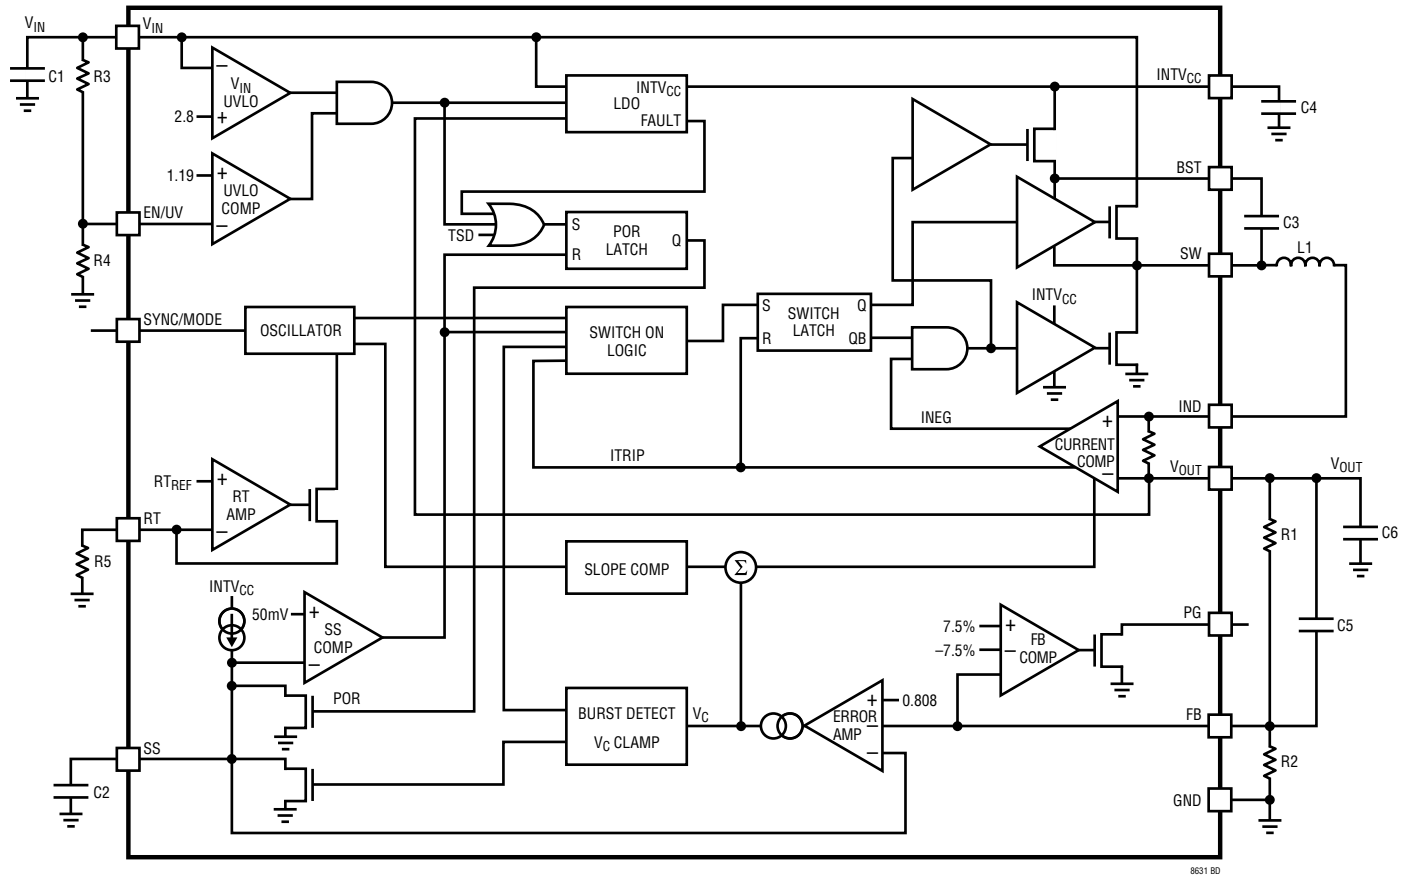 VIN
VIN
C1
R3
VIN
UVLO
2.8
−
+
1.19
+
−
UVLO
COMP
EN/UV
R4
INTVCC
LDO
FAULT
INTVCC
C4
TSD
S
R
POR
LATCH
Q
BST
C3
SW
L1
SYNC/MODE
OSCILLATOR
SWITCH ON
LOGIC
S
R
SWITCH
LATCH
Q
QB
INTVCC
INEG
ITRIP
+
−
CURRENT
COMP
IND
VOUT
VOUT
RTREF
+
−
RT
AMP
RT
R5
SLOPE COMP
Σ
R1
C6
INTVCC
50mV
+
−
SS
COMP
POR
7.5%
–7.5%
+
−
FB
COMP
PG
C5
BURST DETECT
VC CLAMP
VC
+
−
−
0.808
ERROR
AMP
FB
SS
C2
R2
GND
8631 BD